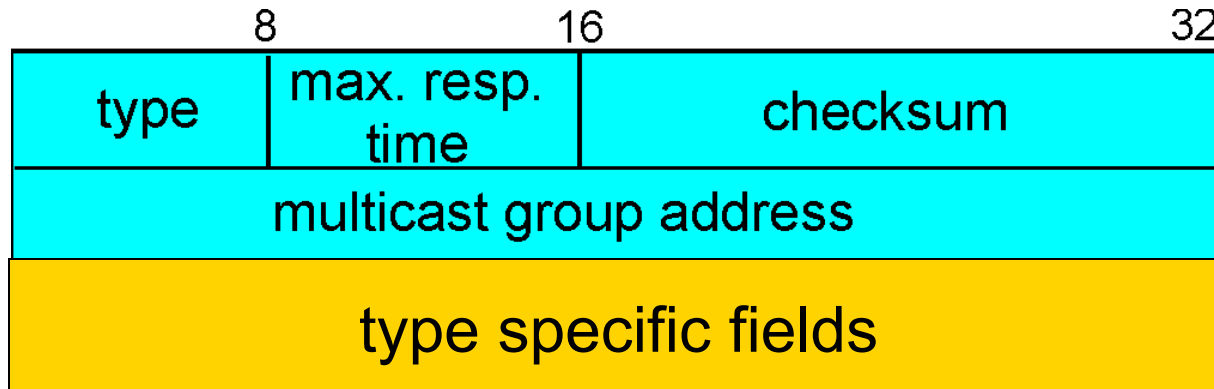 8 16 32
type max. resp. time checksum
multicast group address
type specific fields